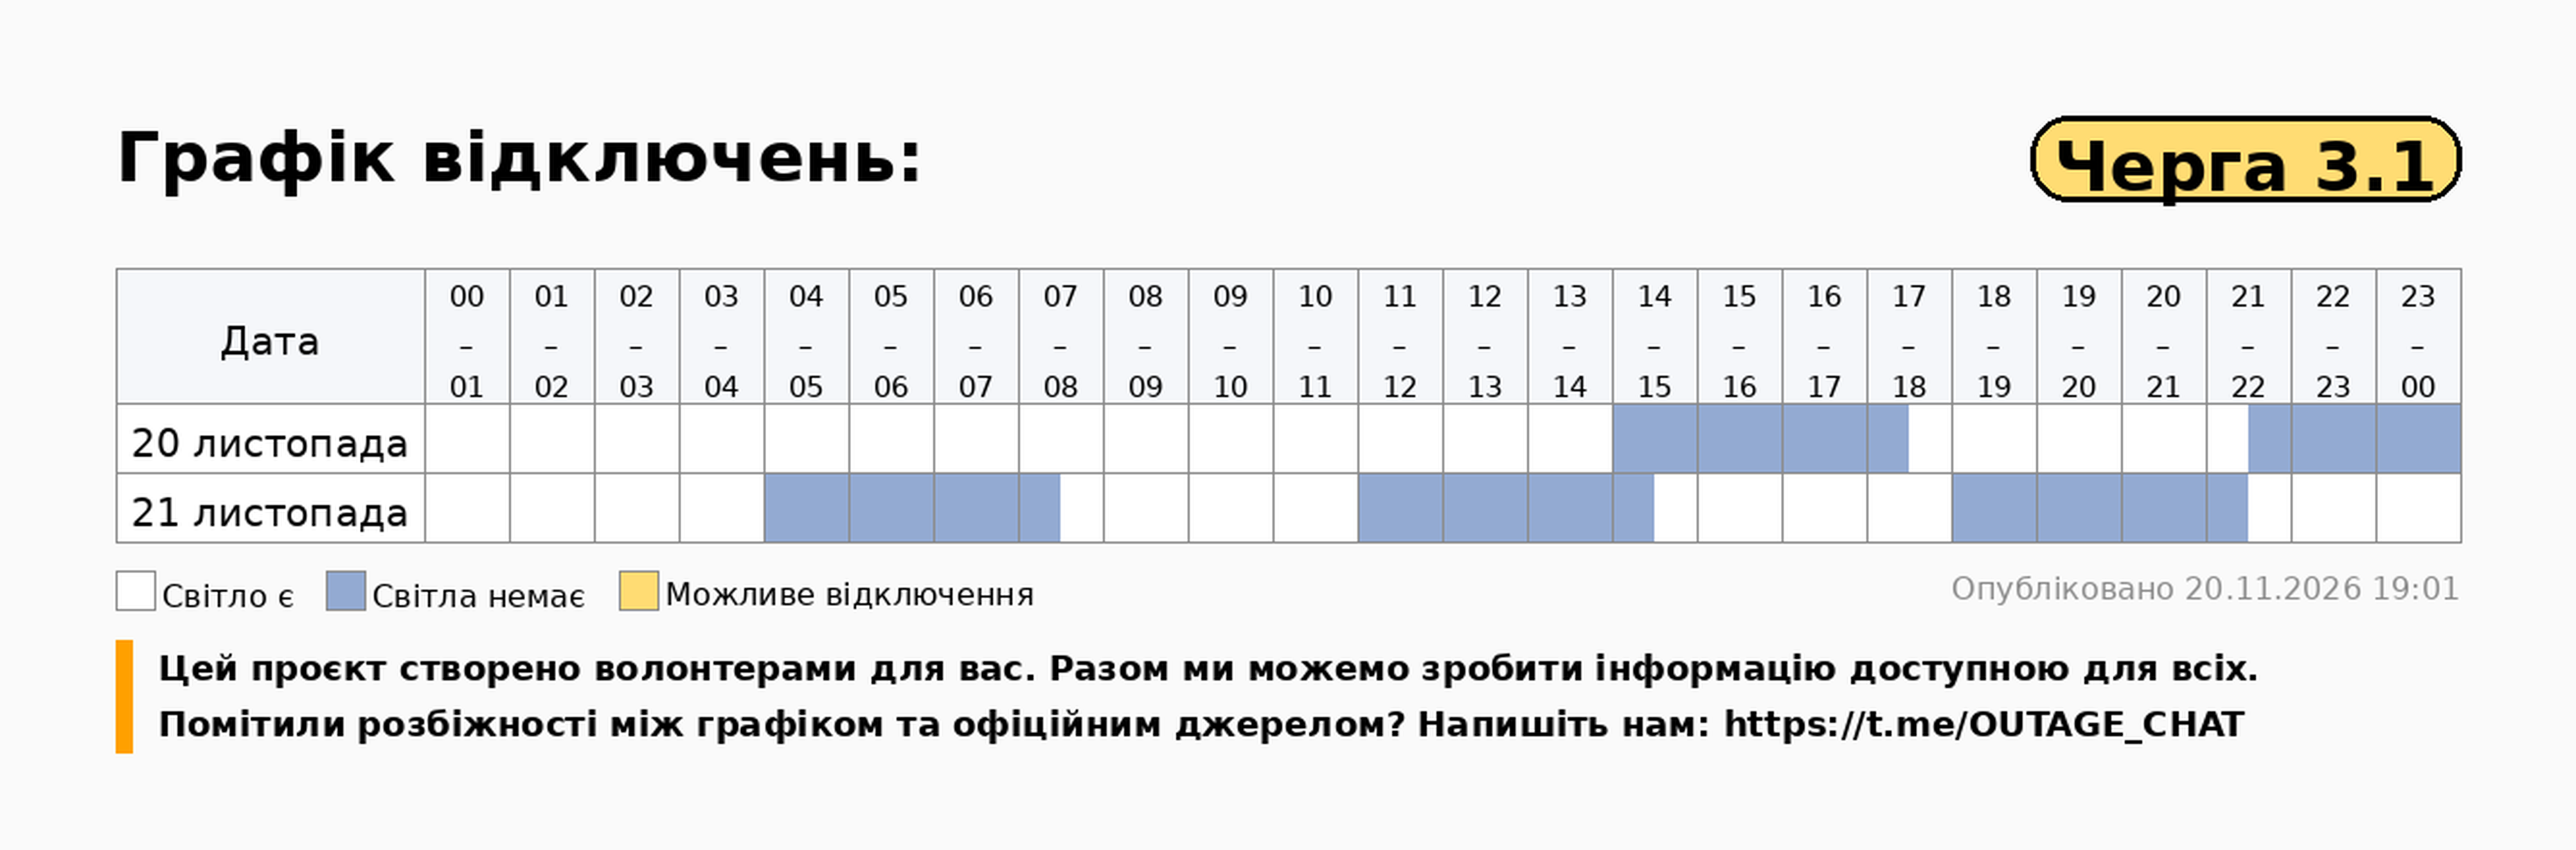 Графік відключень:
Черга 3.1
Дата 00 – 01 01 – 02 02 – 03 03 – 04 04 – 05 05 – 06 06 – 07 07 – 08 08 – 09 09 – 10 10 – 11 11 – 12 12 – 13 13 – 14 14 – 15 15 – 16 16 – 17 17 – 18 18 – 19 19 – 20 20 – 21 21 – 22 22 – 23 23 – 00
20 листопада
21 листопада
Світло є Світла немає Можливе відключення
Опубліковано 20.11.2026 19:01
Цей проєкт створено волонтерами для вас. Разом ми можемо зробити інформацію доступною для всіх.
Помітили розбіжності між графіком та офіційним джерелом? Напишіть нам: https://t.me/OUTAGE_CHAT